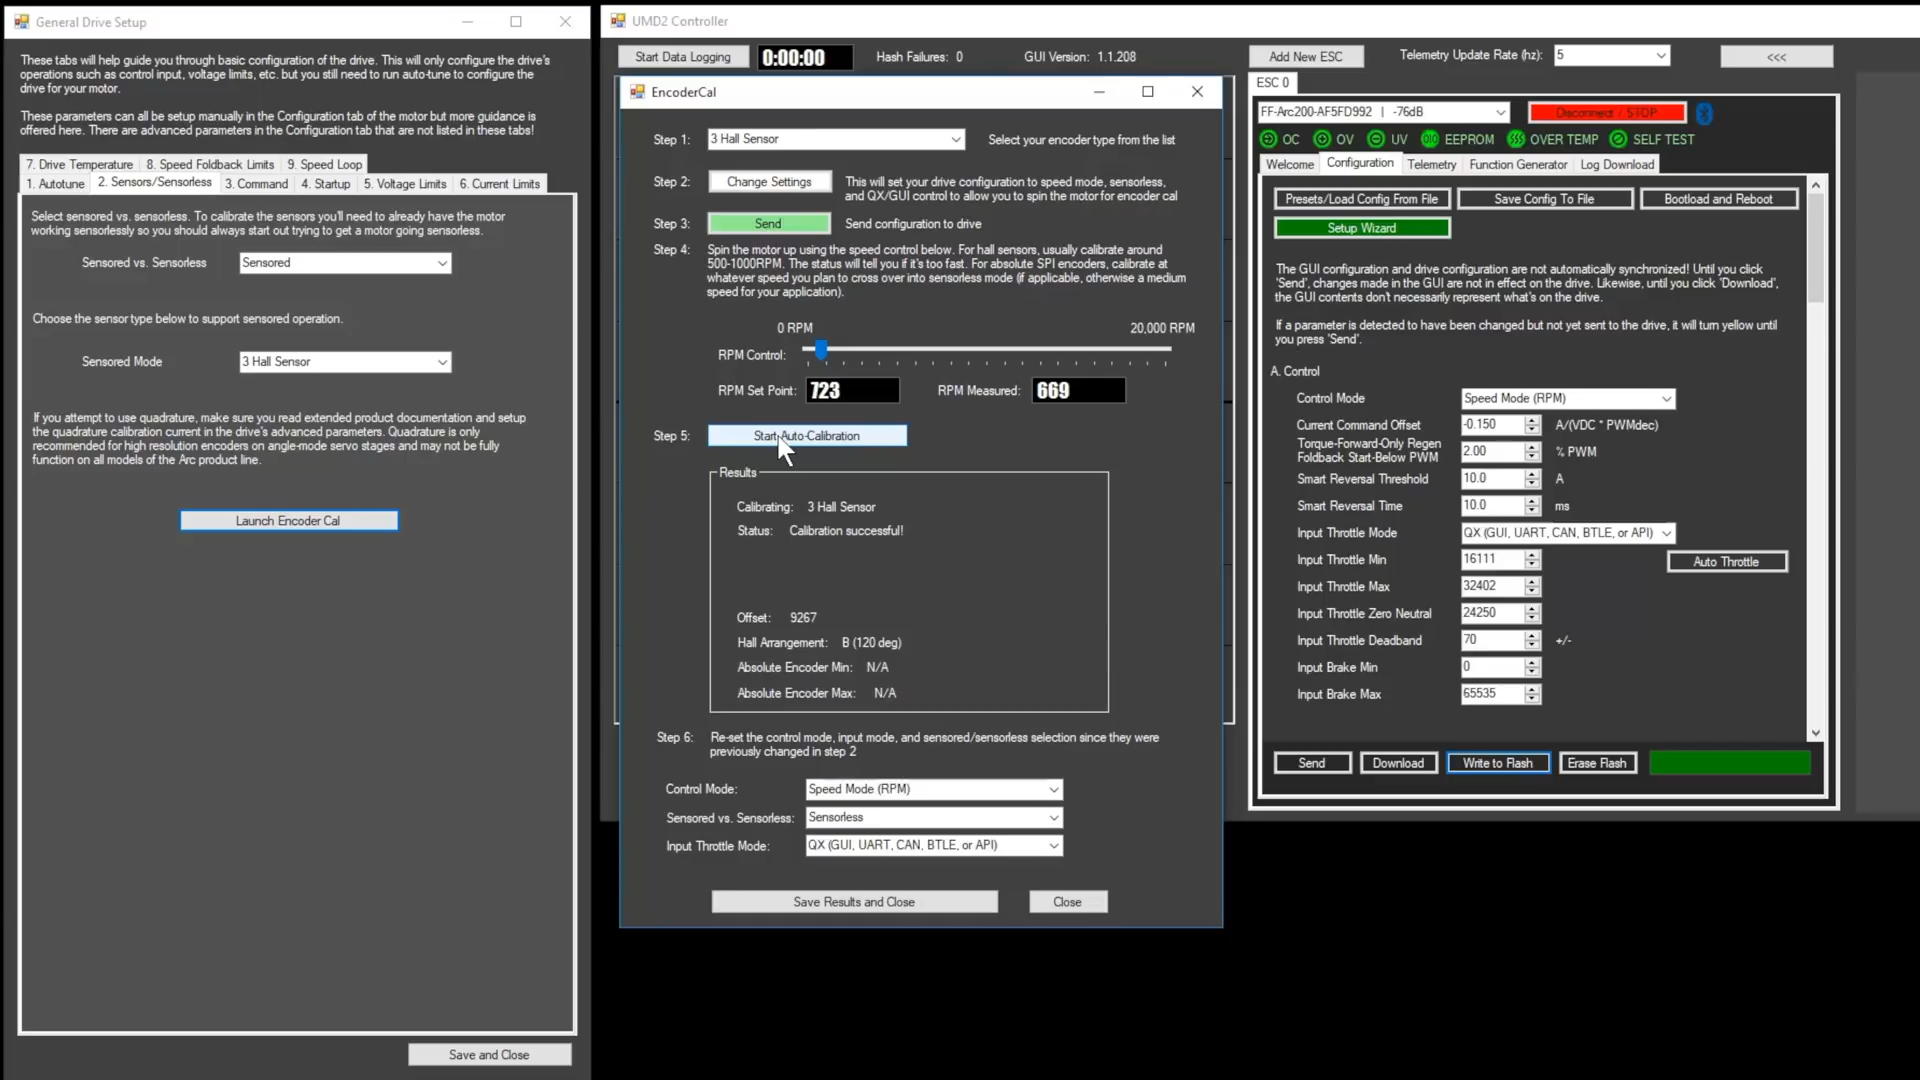 General Drive Setup
These tabs will help guide you through basic configuration of the drive. This will only configure the drive's
operations such as control input, voltage limits, etc. but you still need to run auto-tune to configure the
drive for your motor.
These parameters can all be setup manually in the Configuration tab of the motor but more guidance is
offered here. There are advanced parameters in the Configuration tab that are not listed in these tabs!
7. Drive Temperature 8. Speed Foldback Limits 9. Speed Loop
1. Autotune 2. Sensors/Sensorless 3. Command 4. Startup 5. Voltage Limits 6. Current Limits
Select sensored vs. sensorless. To calibrate the sensors you'll need to already have the motor
working sensorlessly so you should always start out trying to get a motor going sensorless.
Sensored vs. Sensorless Sensored
Choose the sensor type below to support sensored operation.
Sensored Mode 3 Hall Sensor
If you attempt to use quadrature, make sure you read extended product documentation and setup
the quadrature calibration current in the drive's advanced parameters. Quadrature is only
recommended for high resolution encoders on angle-mode servo stages and may not be fully
function on all models of the Arc product line.
Launch Encoder Cal
Save and Close
UMD2 Controller
Start Data Logging 0:00:00 Hash Failures: 0 GUI Version: 1.1.208
EncoderCal
Step 1: 3 Hall Sensor Select your encoder type from the list
Step 2: Change Settings This will set your drive configuration to speed mode, sensorless,
and QX/GUI control to allow you to spin the motor for encoder cal
Step 3: Send Send configuration to drive
Step 4: Spin the motor up using the speed control below. For hall sensors, usually calibrate around
500-1000RPM. The status will tell you if it's too fast. For absolute SPI encoders, calibrate at
whatever speed you plan to cross over into sensorless mode (if applicable, otherwise a medium
speed for your application).
0 RPM 20,000 RPM
RPM Control:
RPM Set Point: 723 RPM Measured: 669
Step 5: Start Auto-Calibration
Results
Calibrating: 3 Hall Sensor
Status: Calibration successful!
Offset: 9267
Hall Arrangement: B (120 deg)
Absolute Encoder Min: N/A
Absolute Encoder Max: N/A
Step 6: Re-set the control mode, input mode, and sensored/sensorless selection since they were
previously changed in step 2
Control Mode: Speed Mode (RPM)
Sensored vs. Sensorless: Sensorless
Input Throttle Mode: QX (GUI, UART, CAN, BTLE, or API)
Save Results and Close Close
Add New ESC Telemetry Update Rate (hz): 5 <<<
ESC 0
FF-Arc200-AF5FD992 | -76dB Disconnect / STOP
OC OV UV EEPROM OVER TEMP SELF TEST
Welcome Configuration Telemetry Function Generator Log Download
Presets/Load Config From File Save Config To File Bootload and Reboot
Setup Wizard
The GUI configuration and drive configuration are not automatically synchronized! Until you click
'Send', changes made in the GUI are not in effect on the drive. Likewise, until you click 'Download',
the GUI contents don't necessarily represent what's on the drive.
If a parameter is detected to have been changed but not yet sent to the drive, it will turn yellow until
you press 'Send'.
A. Control
Control Mode Speed Mode (RPM)
Current Command Offset -0.150 A/(VDC * PWMdec)
Torque-Forward-Only Regen
Foldback Start-Below PWM 2.00 % PWM
Smart Reversal Threshold 10.0 A
Smart Reversal Time 10.0 ms
Input Throttle Mode QX (GUI, UART, CAN, BTLE, or API)
Input Throttle Min 16111 Auto Throttle
Input Throttle Max 32402
Input Throttle Zero Neutral 24250
Input Throttle Deadband 70 +/-
Input Brake Min 0
Input Brake Max 65535
Send Download Write to Flash Erase Flash